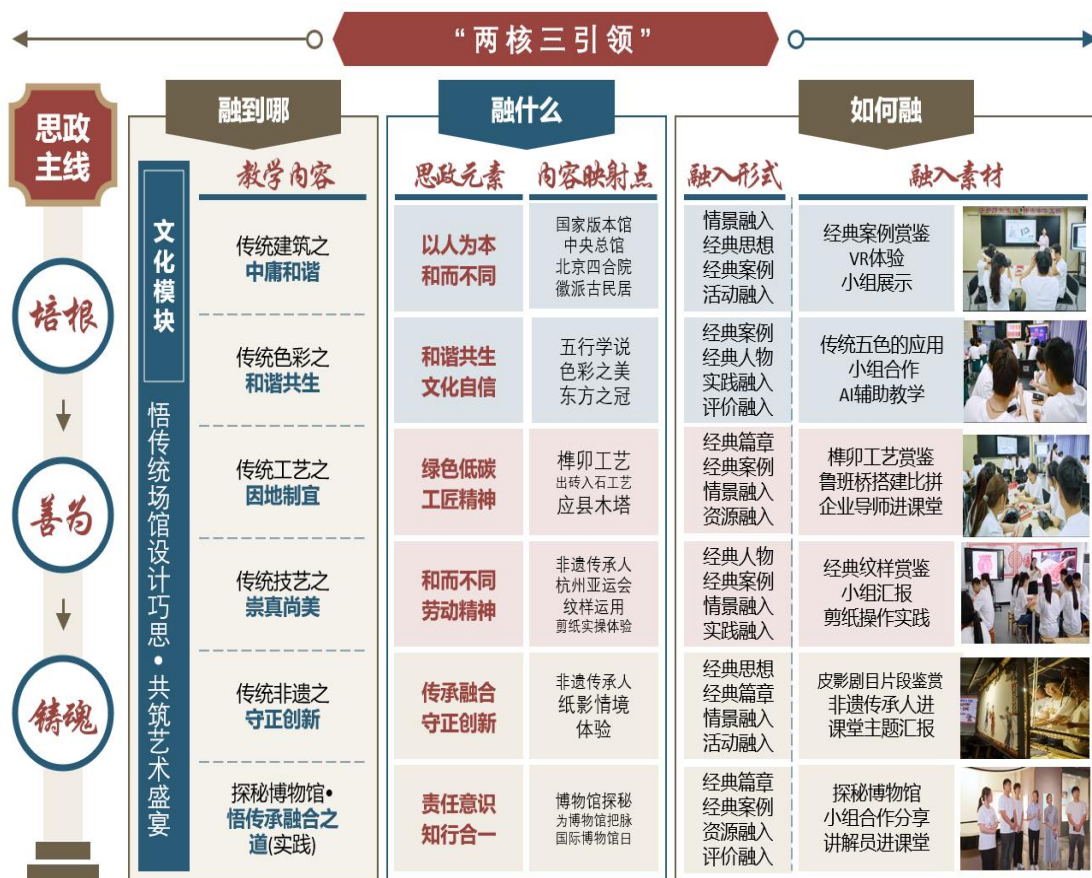 “两核三引领”
思政
主线
培根
善为
铸魂
融到哪
融什么
如何融
文化模块
悟传统场馆设计巧思•共筑艺术盛宴
教学内容
思政元素
内容映射点
融入形式
融入素材
传统建筑之
中庸和谐
以人为本
和而不同
国家版本馆
中央总馆
北京四合院
徽派古民居
情景融入
经典思想
经典案例
活动融入
经典案例赏鉴
VR体验
小组展示
传统色彩之
和谐共生
和谐共生
文化自信
五行学说
色彩之美
东方之冠
经典案例
经典人物
实践融入
评价融入
传统五色的应用
小组合作
AI辅助教学
传统工艺之
因地制宜
绿色低碳
工匠精神
榫卯工艺
出砖入石工艺
应县木塔
经典篇章
经典案例
情景融入
资源融入
榫卯工艺赏鉴
鲁班桥搭建比拼
企业导师进课堂
传统技艺之
崇真尚美
和而不同
劳动精神
非遗传承人
杭州亚运会
纹样运用
剪纸实操体验
经典人物
经典案例
情景融入
实践融入
经典纹样赏鉴
小组汇报
剪纸操作实践
传统非遗之
守正创新
传承融合
守正创新
非遗传承人
纸影情境
体验
经典思想
经典篇章
情景融入
活动融入
皮影剧目片段鉴赏
非遗传承人进
课堂主题汇报
探秘博物馆•
悟传承融合之
道(实践)
责任意识
知行合一
博物馆探秘
为博物馆把脉
国际博物馆日
经典篇章
经典案例
资源融入
评价融入
探秘博物馆
小组合作分享
讲解员进课堂